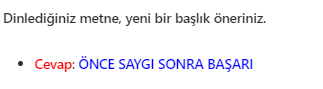 Dinlediğiniz metne, yeni bir başlık öneriniz.
• Cevap: ÖNCE SAYGI SONRA BAŞARI